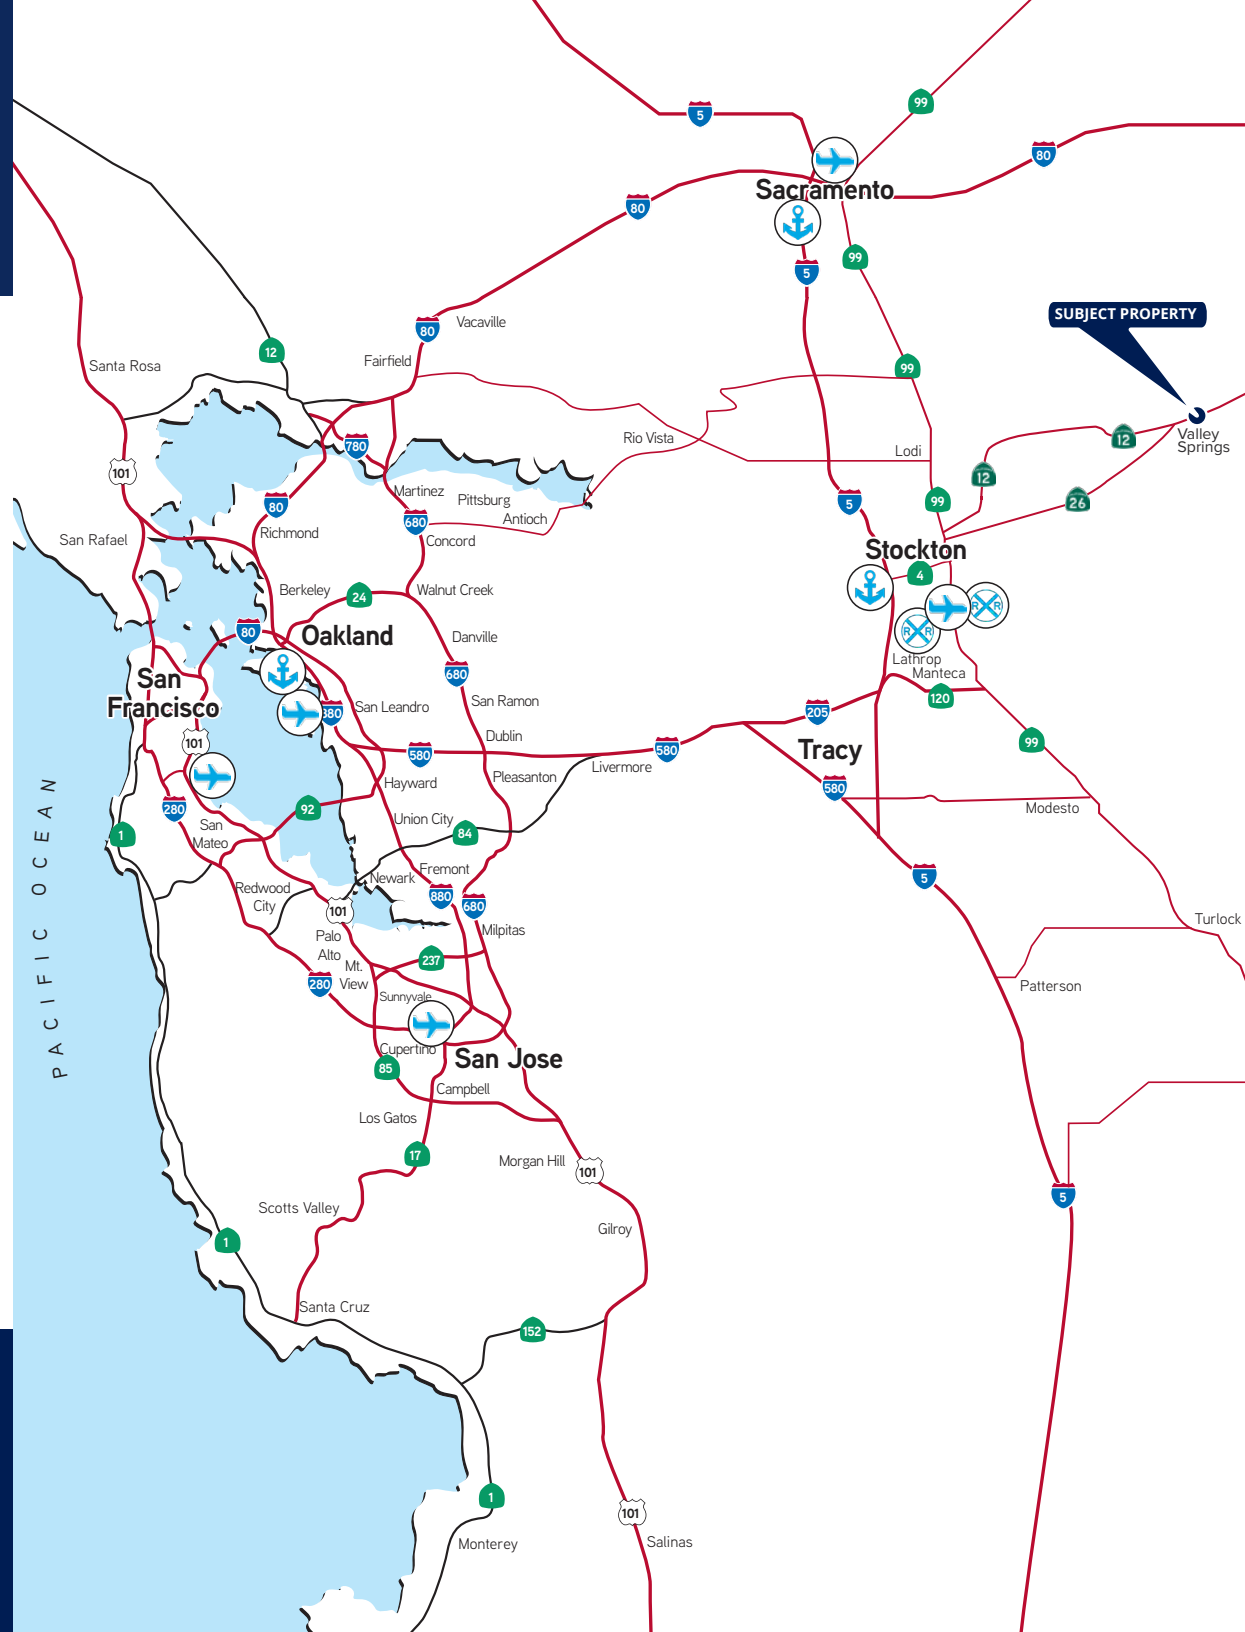 99
5
80
Sacramento
80
99
5
SUBJECT PROPERTY
80
Vacaville
12
Fairfield
Santa Rosa
99
Valley
Springs
12
Rio Vista
780
Lodi
101
12
Martinez
Pittsburg
99
26
5
80
Antioch
680
Richmond
Concord
San Rafael
Stockton
4
Berkeley
24
Walnut Creek
R R
R R
80
Oakland
Danville
Lathrop
Manteca
680
San
Francisco
San Ramon
120
880
San Leandro
205
Dublin
101
99
580
580
Tracy
Livermore
Pleasanton
Hayward
580
280
92
Modesto
Union City
84
1
San
Mateo
Fremont
Newark
5
Redwood
City
880
680
101
Turlock
Milpitas
Palo
Alto
237
Mt.
View
280
Patterson
Sunnyvale
PACIFIC OCEAN
Cupertino
San Jose
85
Campbell
Los Gatos
17
Morgan Hill
101
5
Scotts Valley
Gilroy
1
Santa Cruz
152
1
101
Monterey
Salinas